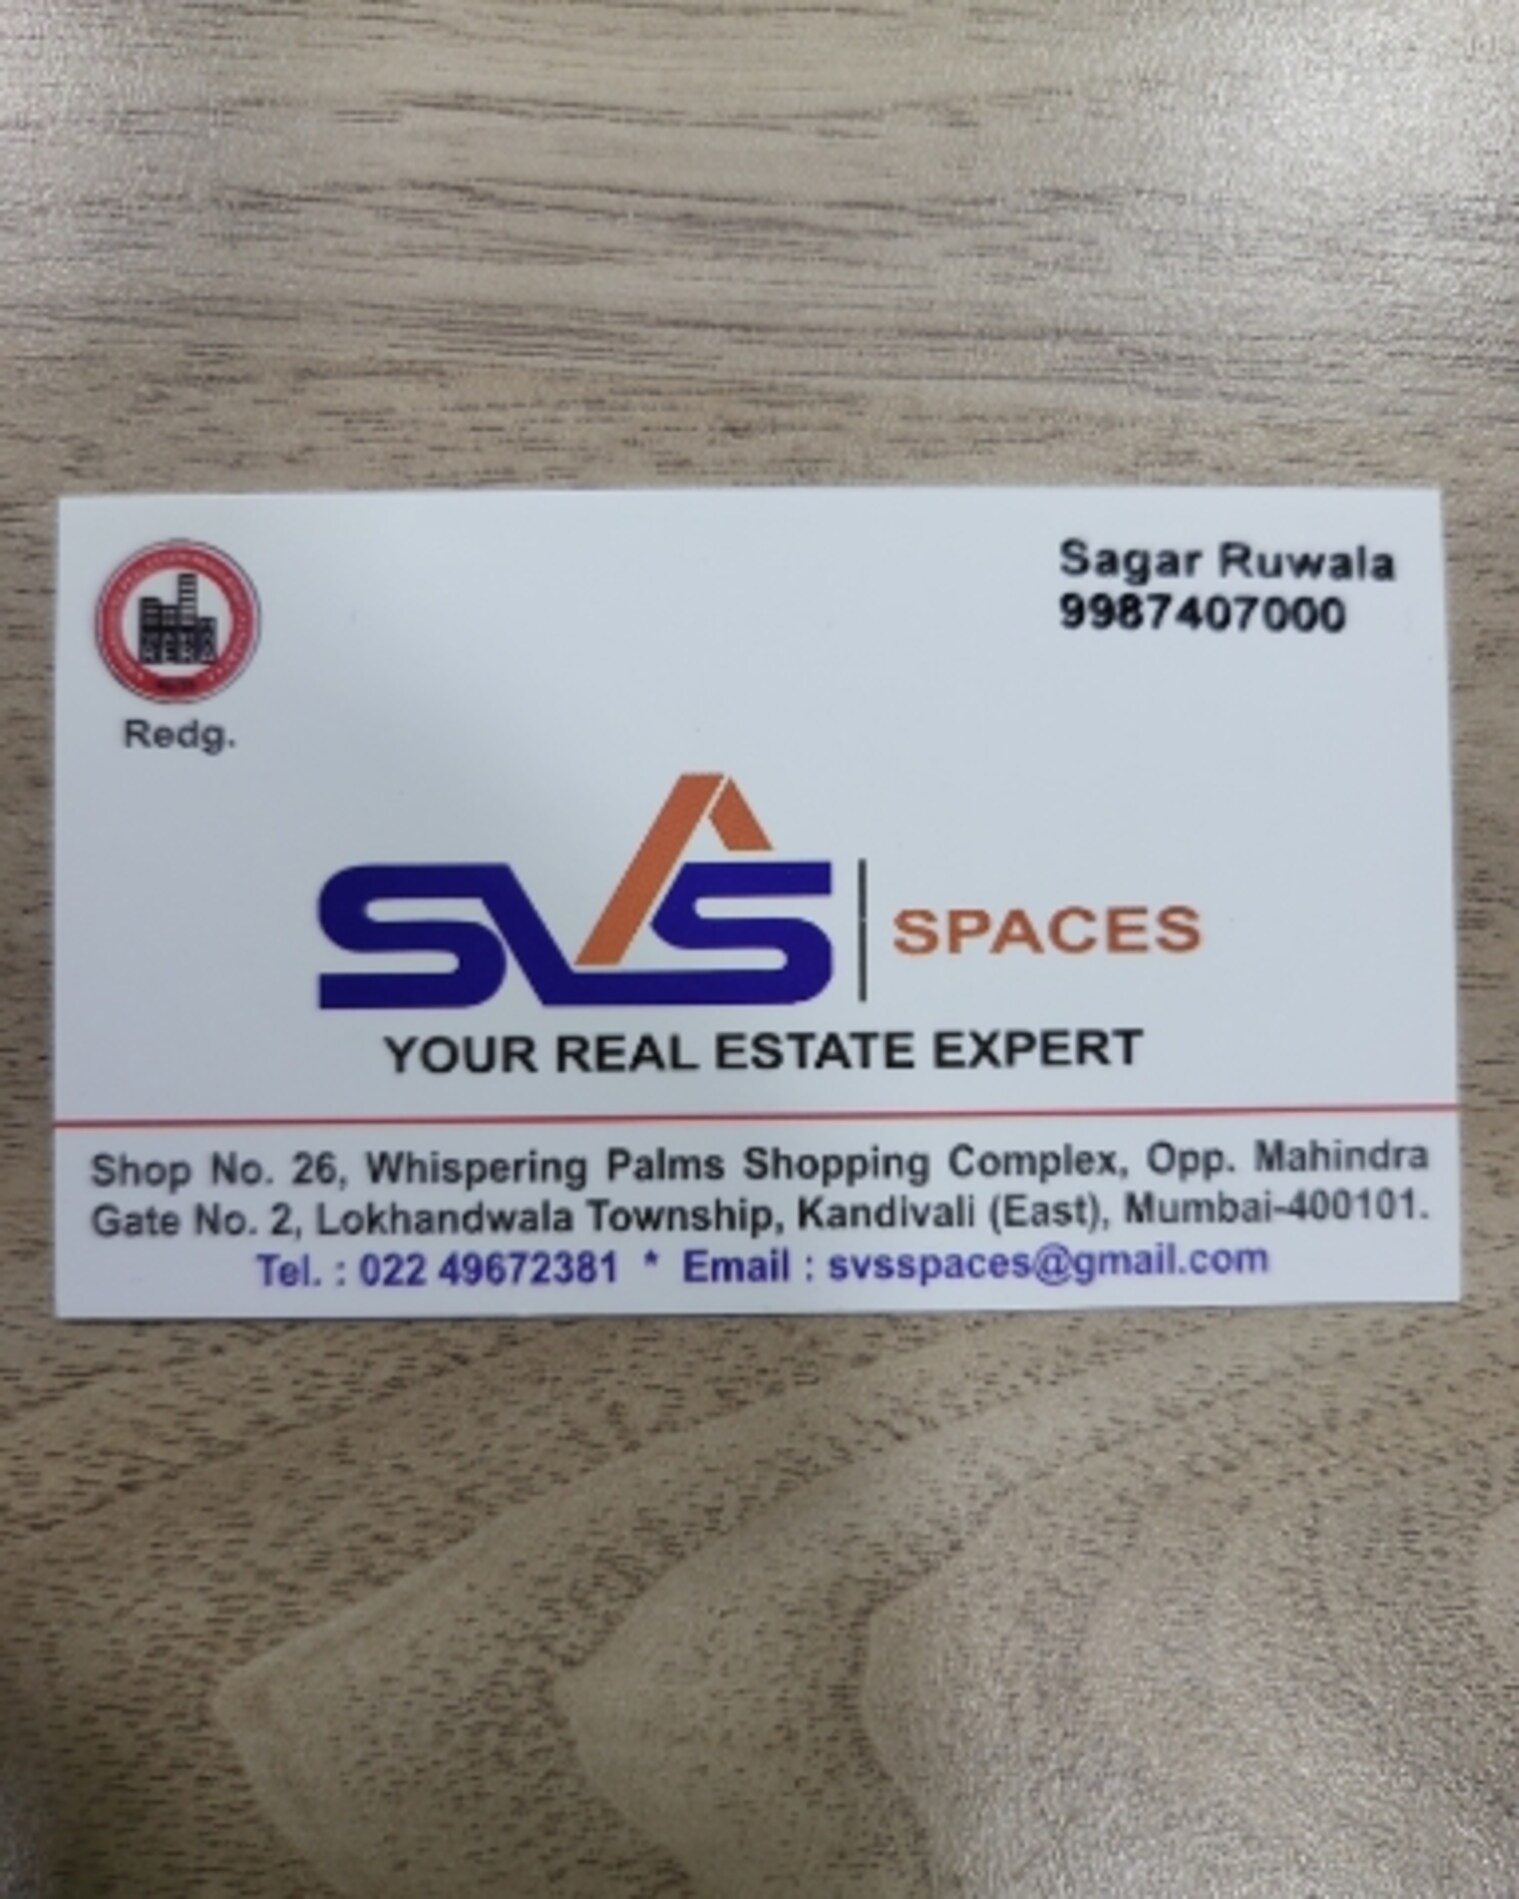 Sagar Ruwala
9987407000
RERA
Redg.
SVS SPACES
YOUR REAL ESTATE EXPERT
Shop No. 26, Whispering Palms Shopping Complex, Opp. Mahindra
Gate No. 2, Lokhandwala Township, Kandivali (East), Mumbai-400101.
Tel. : 022 49672381 * Email : svsspaces@gmail.com